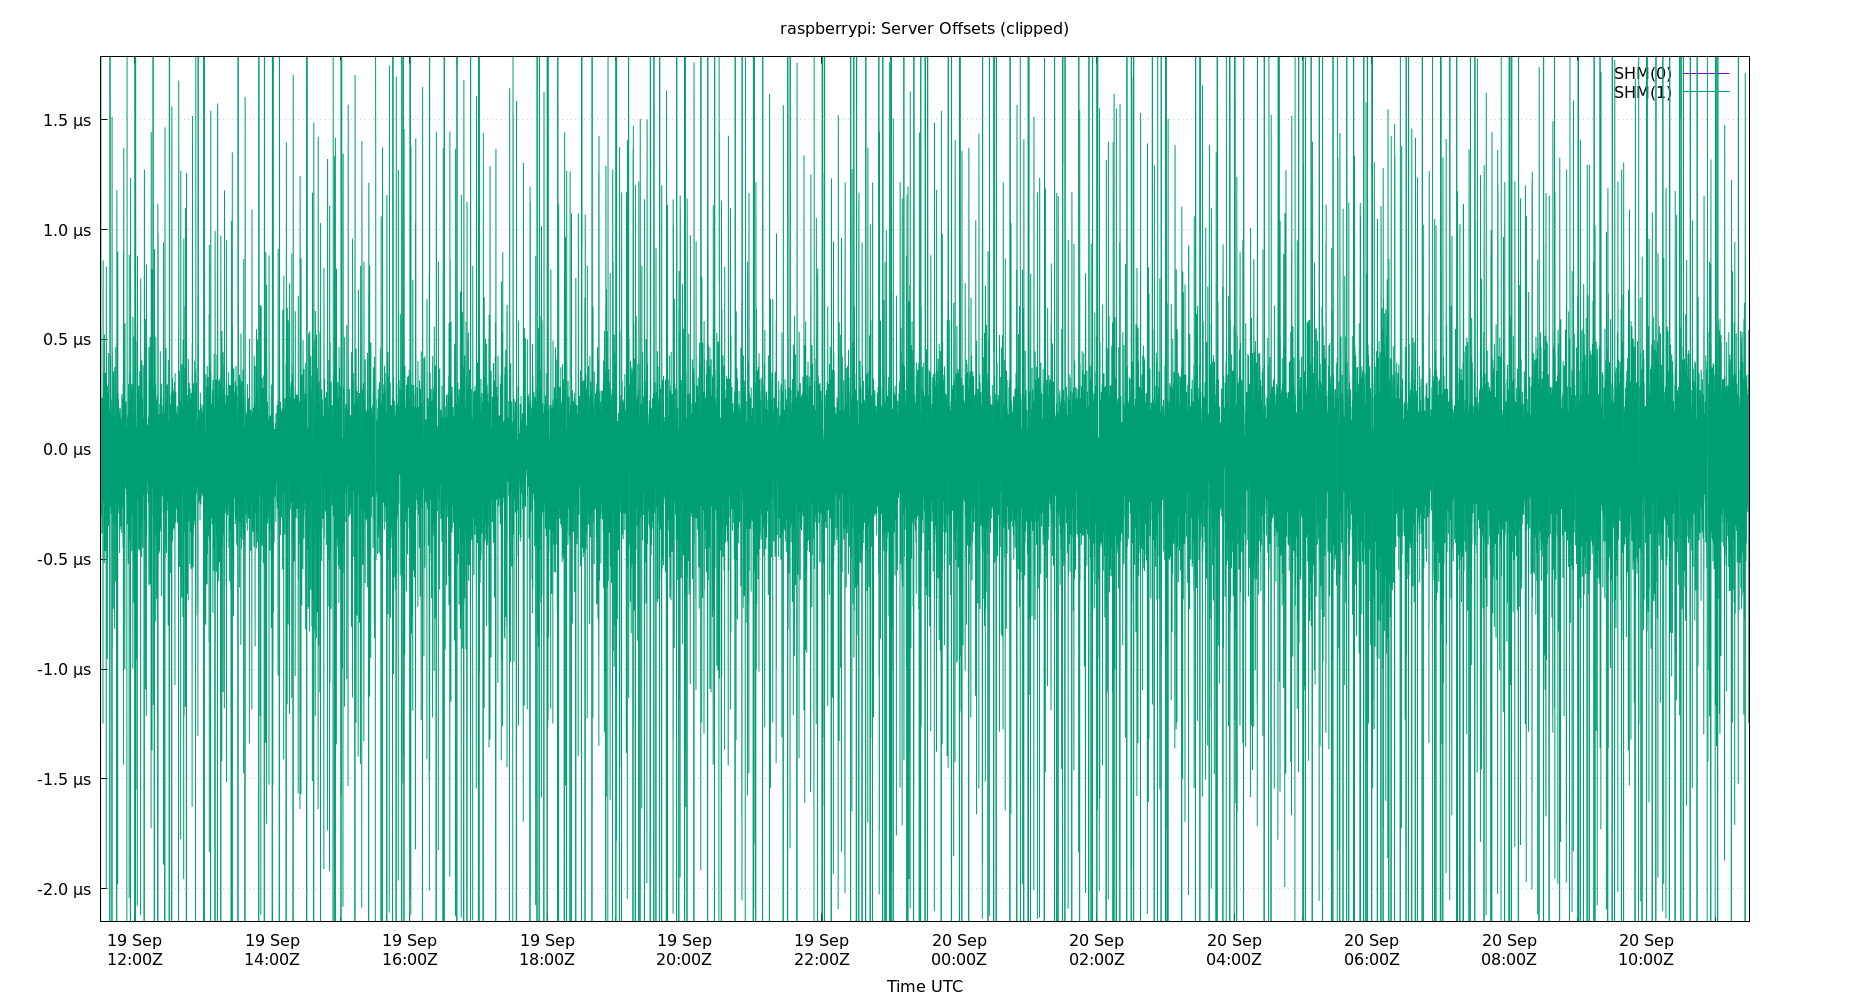 raspberrypi: Server Offsets (clipped)
SHM(0)
SHM(1)
1.5 µs
1.0 µs
0.5 µs
0.0 µs
-0.5 µs
-1.0 µs
-1.5 µs
-2.0 µs
19 Sep 19 Sep 19 Sep 19 Sep 19 Sep 19 Sep 20 Sep 20 Sep 20 Sep 20 Sep 20 Sep 20 Sep
12:00Z 14:00Z 16:00Z 18:00Z 20:00Z 22:00Z 00:00Z 02:00Z 04:00Z 06:00Z 08:00Z 10:00Z
Time UTC